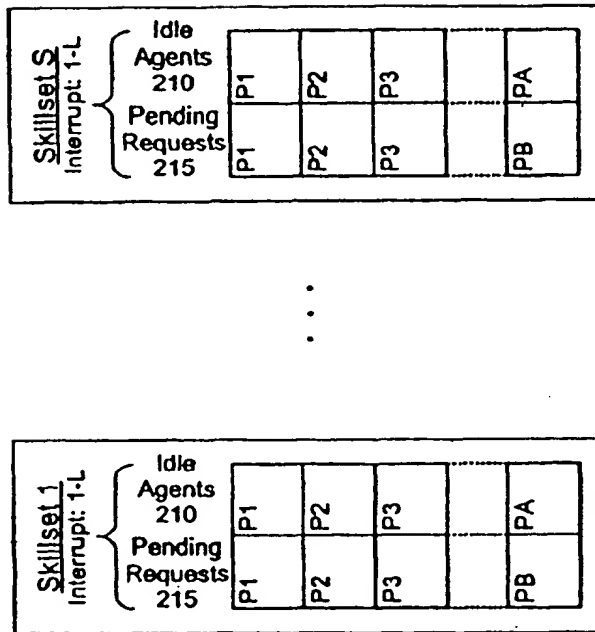 Skillset S
Interrupt: 1-L
Idle
Agents
210
P1
P2
P3
PA
Pending
Requests
215
P1
P2
P3
PB
Skillset 1
Interrupt: 1-L
Idle
Agents
210
P1
P2
P3
PA
Pending
Requests
215
P1
P2
P3
PB